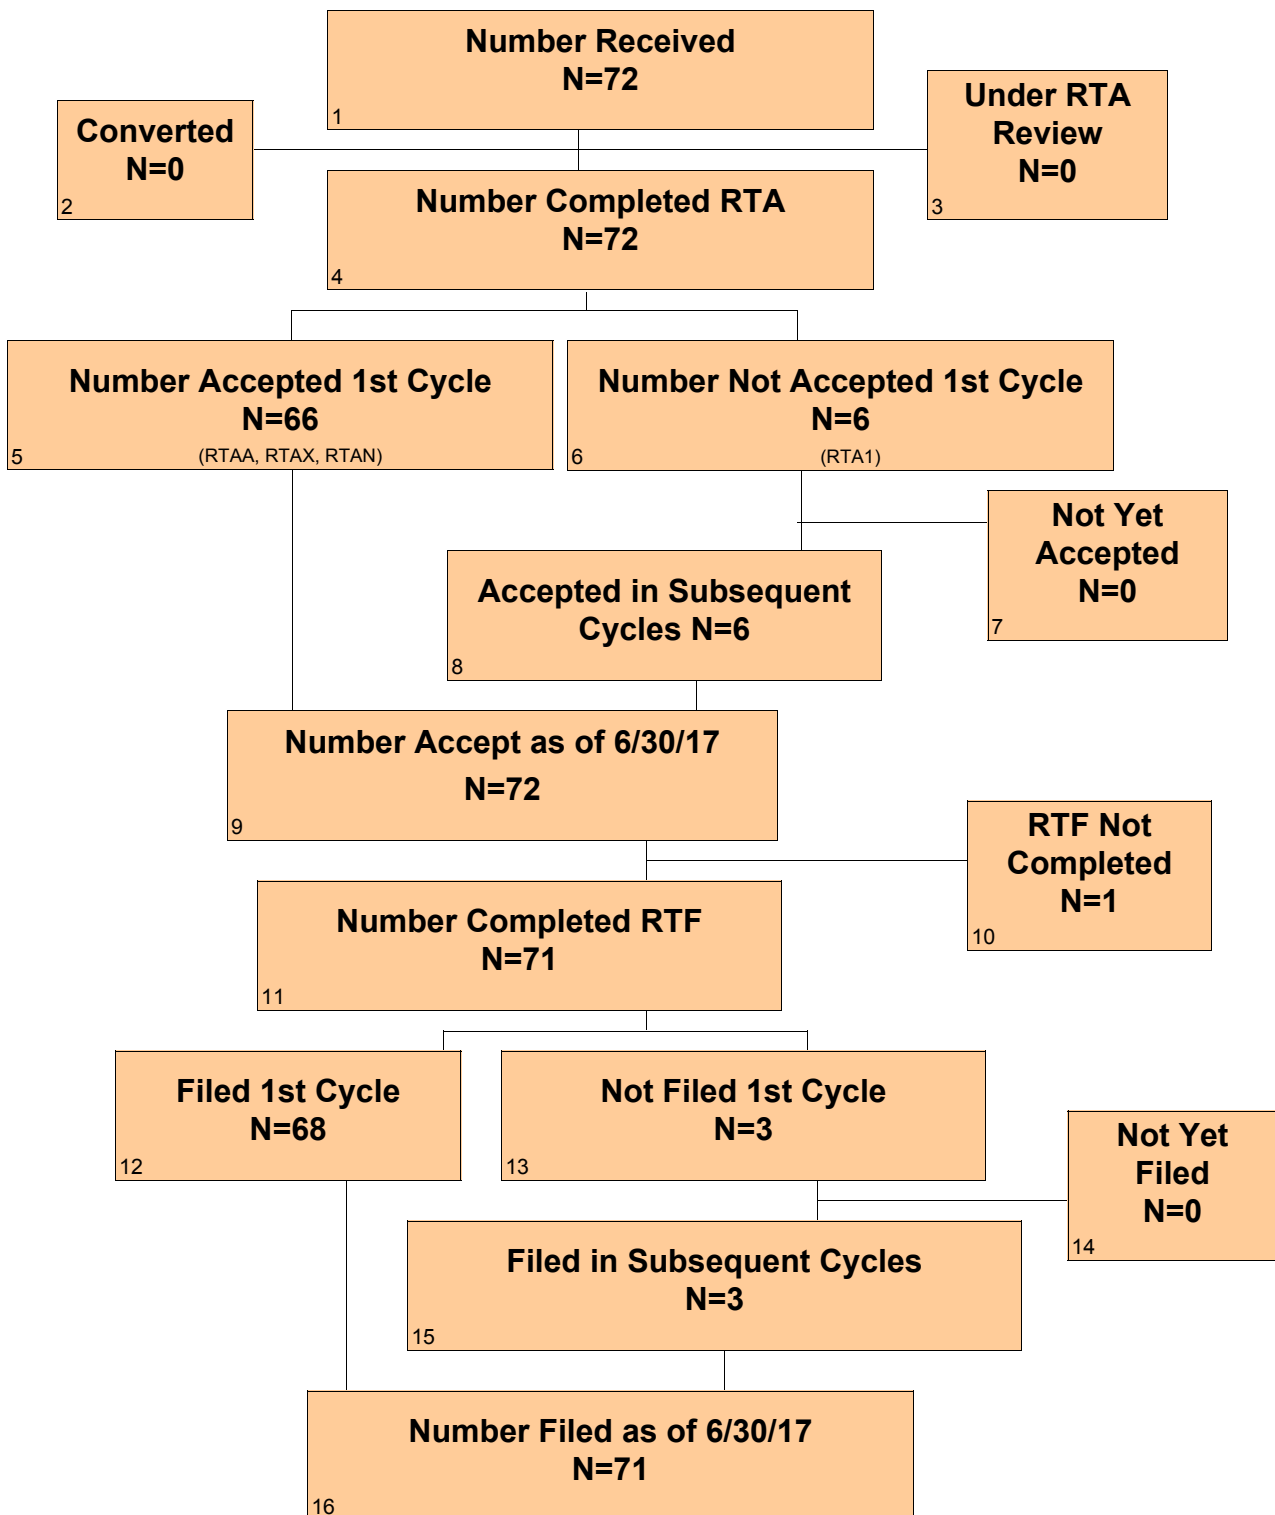 Number Received
N=72
1
Converted
N=0
2
Under RTA
Review
N=0
3
Number Completed RTA
N=72
4
Number Accepted 1st Cycle
N=66
(RTAA, RTAX, RTAN)
5
Number Not Accepted 1st Cycle
N=6
(RTA1)
6
Not Yet
Accepted
N=0
7
Accepted in Subsequent
Cycles N=6
8
Number Accept as of 6/30/17
N=72
9
RTF Not
Completed
N=1
10
Number Completed RTF
N=71
11
Filed 1st Cycle
N=68
12
Not Filed 1st Cycle
N=3
13
Not Yet
Filed
N=0
14
Filed in Subsequent Cycles
N=3
15
Number Filed as of 6/30/17
N=71
16